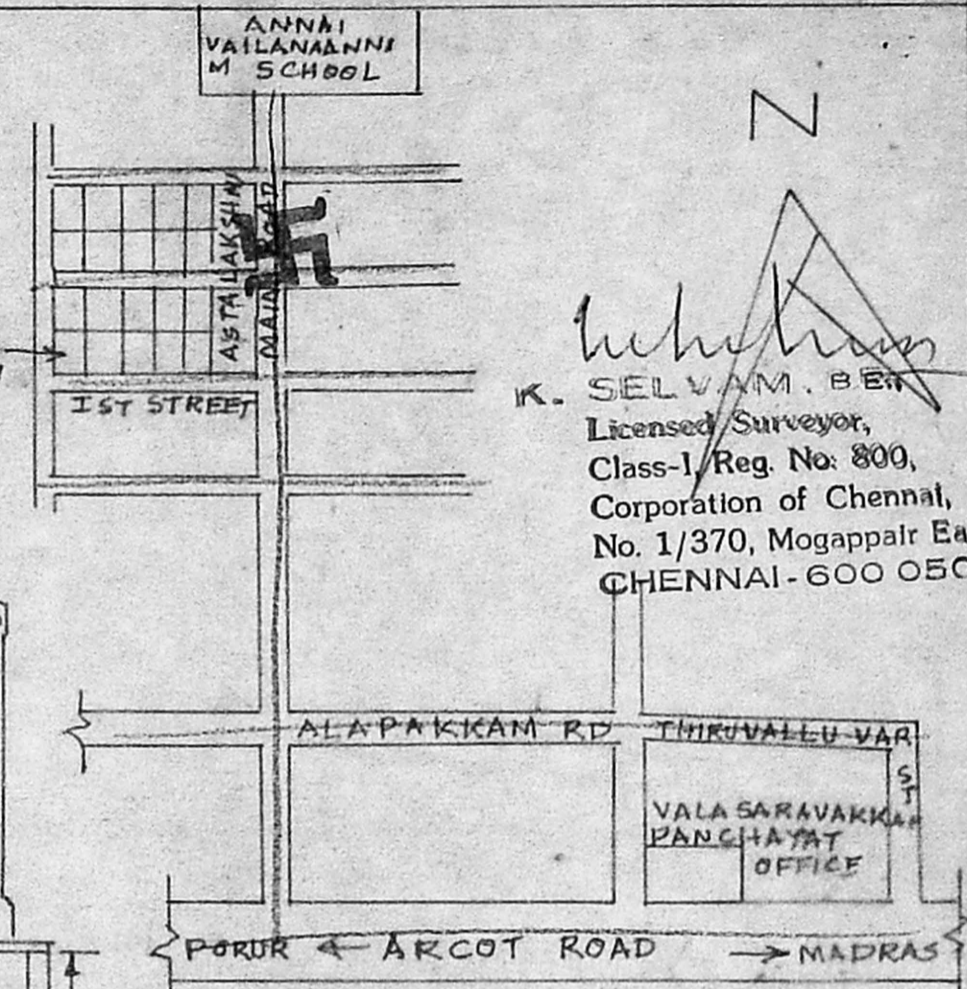 ANNAI
VAILANAANNI
M SCHOOL
N
ASTALAKSHMI
MAIN ROAD
IST STREET
K. SELVAM. B.E.,
Licensed Surveyor,
Class-I, Reg. No: 800,
Corporation of Chennai,
No. 1/370, Mogappair Ea
CHENNAI-600 050
ALAPAKKAM RD
THIRUVALLUVAR
ST
VALASARAVAKKAM
PANCHAYAT
OFFICE
PORUR ← ARCOT ROAD → MADRAS